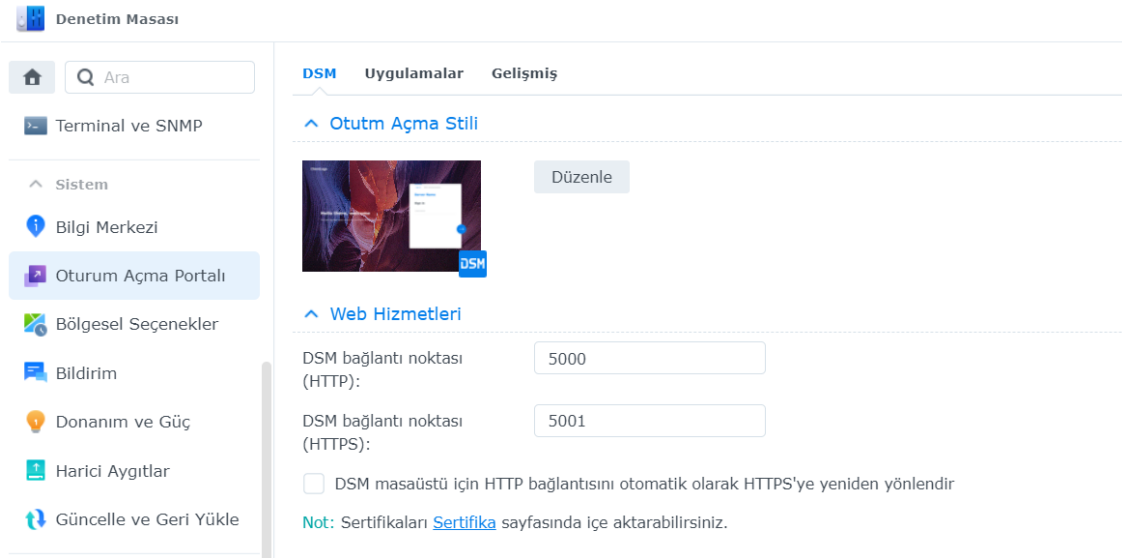 Denetim Masası
Ara
Terminal ve SNMP
Sistem
Bilgi Merkezi
Oturum Açma Portalı
Bölgesel Seçenekler
Bildirim
Donanım ve Güç
Harici Aygıtlar
Güncelle ve Geri Yükle
DSM Uygulamalar Gelişmiş
Otutm Açma Stili
Düzenle
DSM
Web Hizmetleri
DSM bağlantı noktası
(HTTP):
5000
DSM bağlantı noktası
(HTTPS):
5001
DSM masaüstü için HTTP bağlantısını otomatik olarak HTTPS'ye yeniden yönlendir
Not: Sertifikaları Sertifika sayfasında içe aktarabilirsiniz.